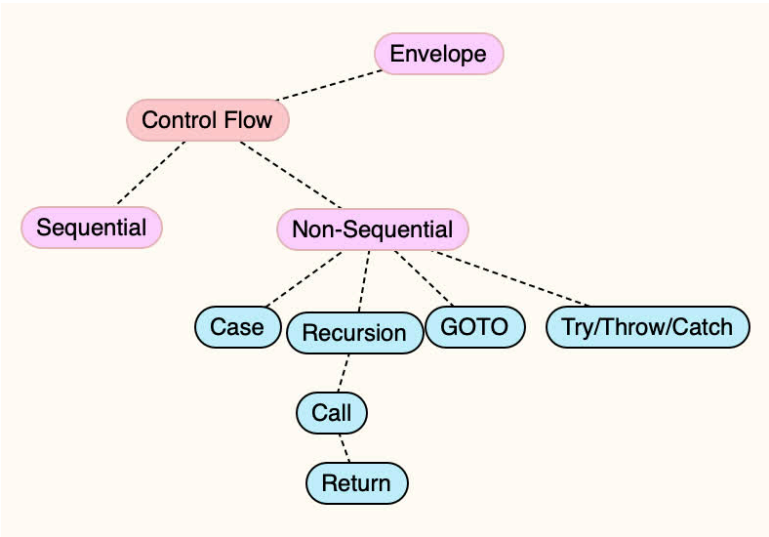 Envelope
Control Flow
Sequential
Non-Sequential
Case
Recursion
GOTO
Try/Throw/Catch
Call
Return